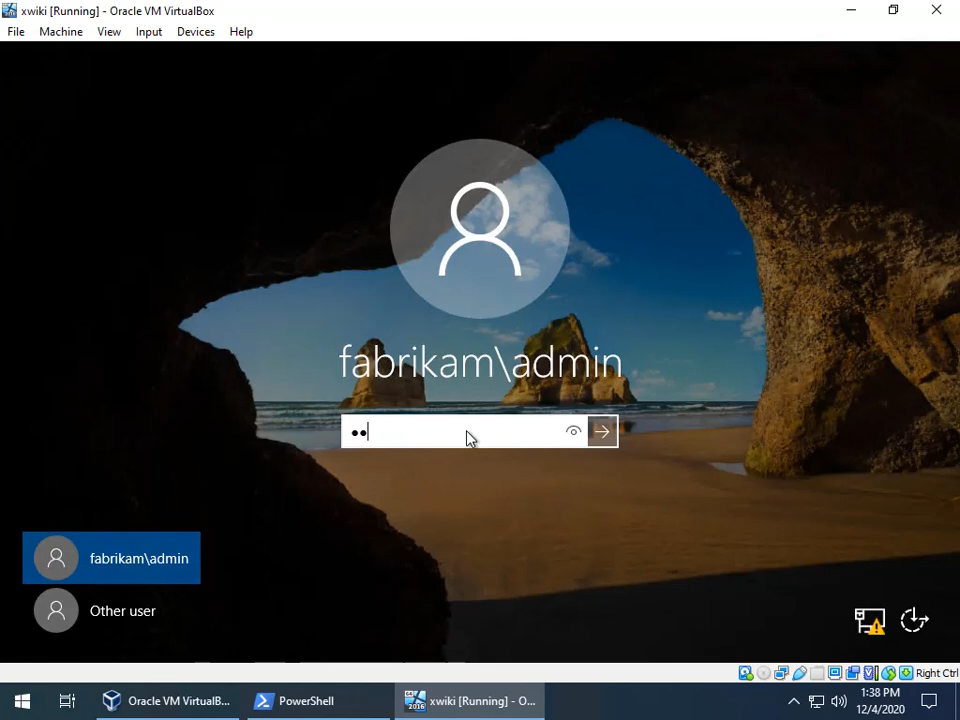 xwiki [Running] - Oracle VM VirtualBox
File Machine View Input Devices Help
fabrikam\admin
fabrikam\admin
Other user
Right Ctrl
Oracle VM VirtualB...
PowerShell
xwiki [Running] - O...
1:38 PM
12/4/2020